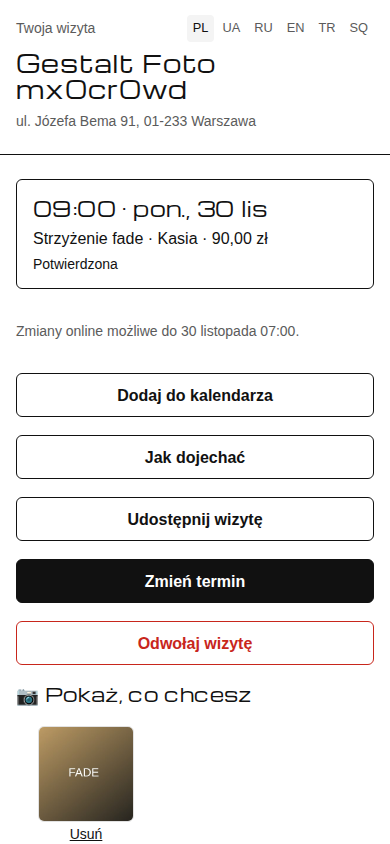 Twoja wizyta
PL UA RU EN TR SQ
Gestalt Foto
mx0cr0wd
ul. Józefa Bema 91, 01-233 Warszawa
09:00 · pon., 30 lis
Strzyżenie fade · Kasia · 90,00 zł
Potwierdzona
Zmiany online możliwe do 30 listopada 07:00.
Dodaj do kalendarza
Jak dojechać
Udostępnij wizytę
Zmień termin
Odwołaj wizytę
📷 Pokaż, co chcesz
FADE
Usuń